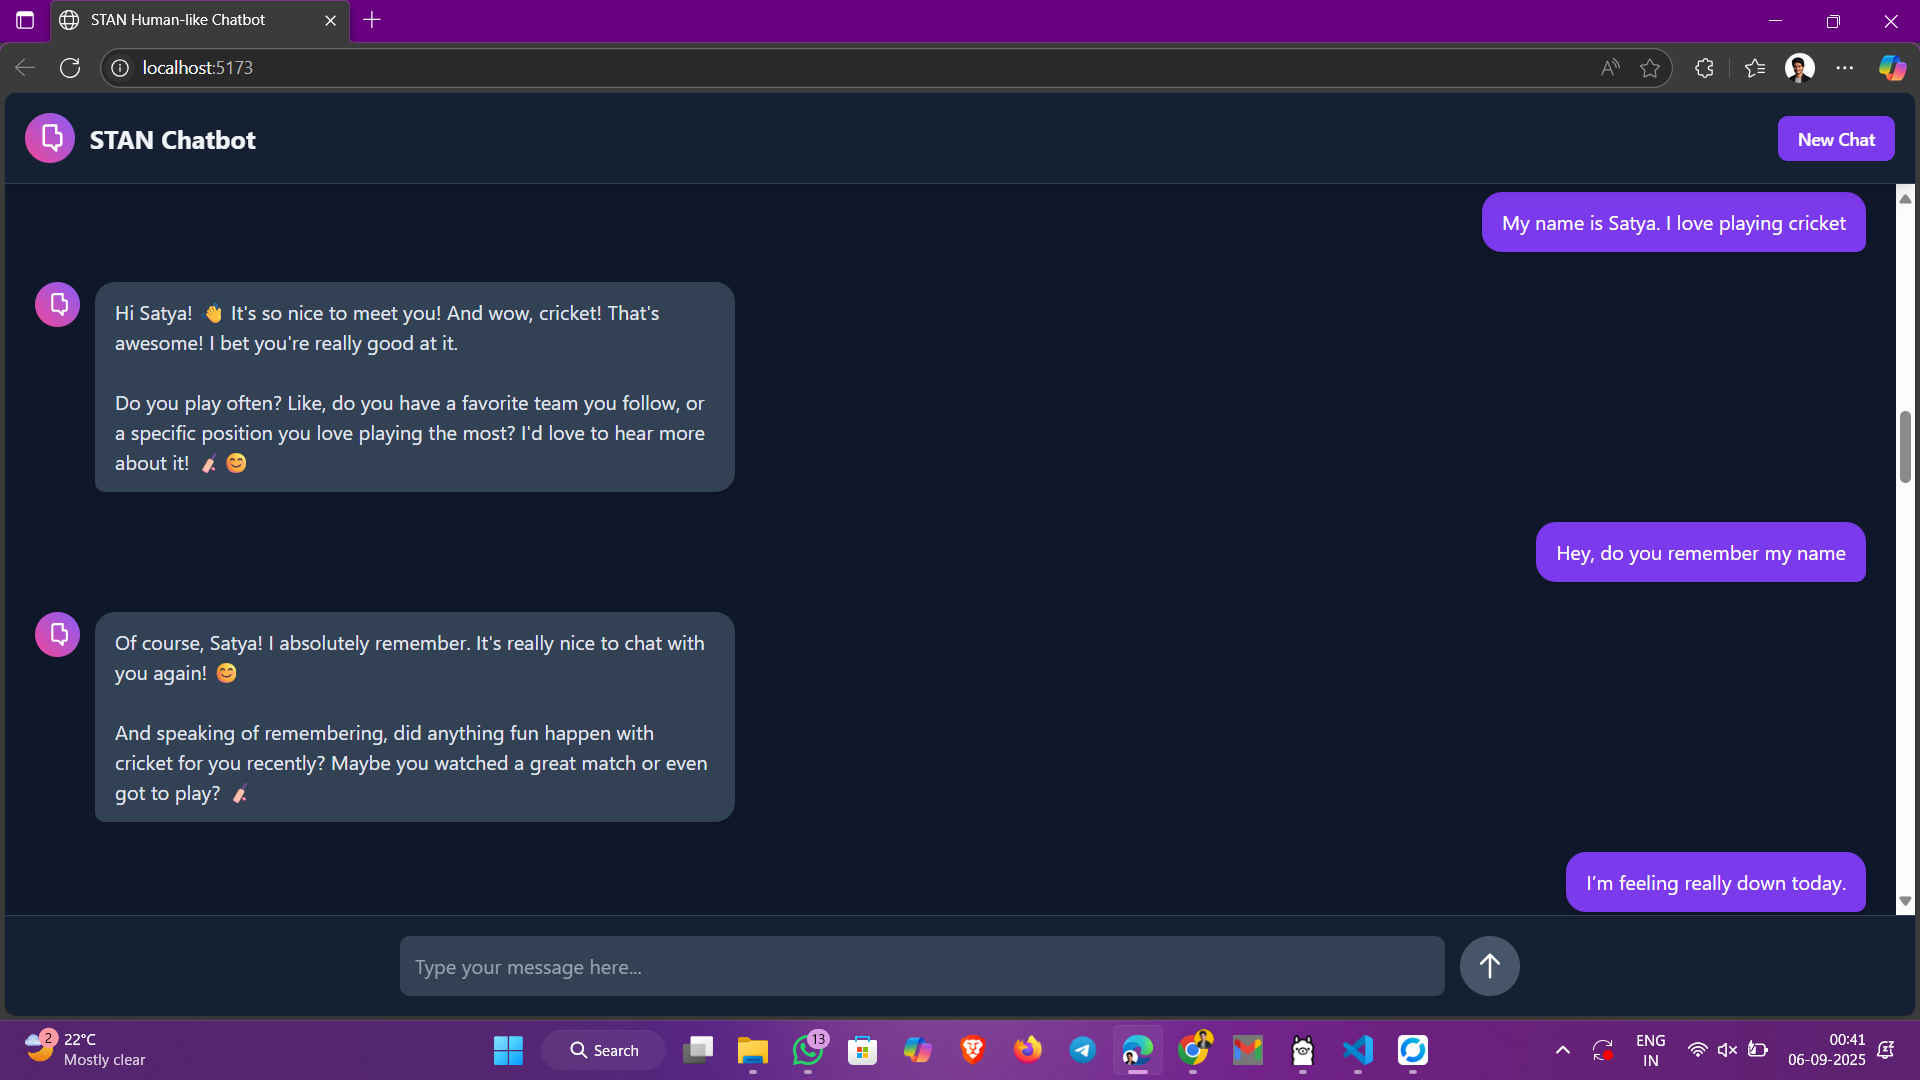 STAN Human-like Chatbot
localhost:5173
STAN Chatbot
New Chat
My name is Satya. I love playing cricket
Hi Satya! 👋 It's so nice to meet you! And wow, cricket! That's
awesome! I bet you're really good at it.
Do you play often? Like, do you have a favorite team you follow, or
a specific position you love playing the most? I'd love to hear more
about it! 🏏 😊
Hey, do you remember my name
Of course, Satya! I absolutely remember. It's really nice to chat with
you again! 😊
And speaking of remembering, did anything fun happen with
cricket for you recently? Maybe you watched a great match or even
got to play? 🏏
I’m feeling really down today.
Type your message here...
2
22°C
Mostly clear
Search
13
ENG
IN
00:41
06-09-2025